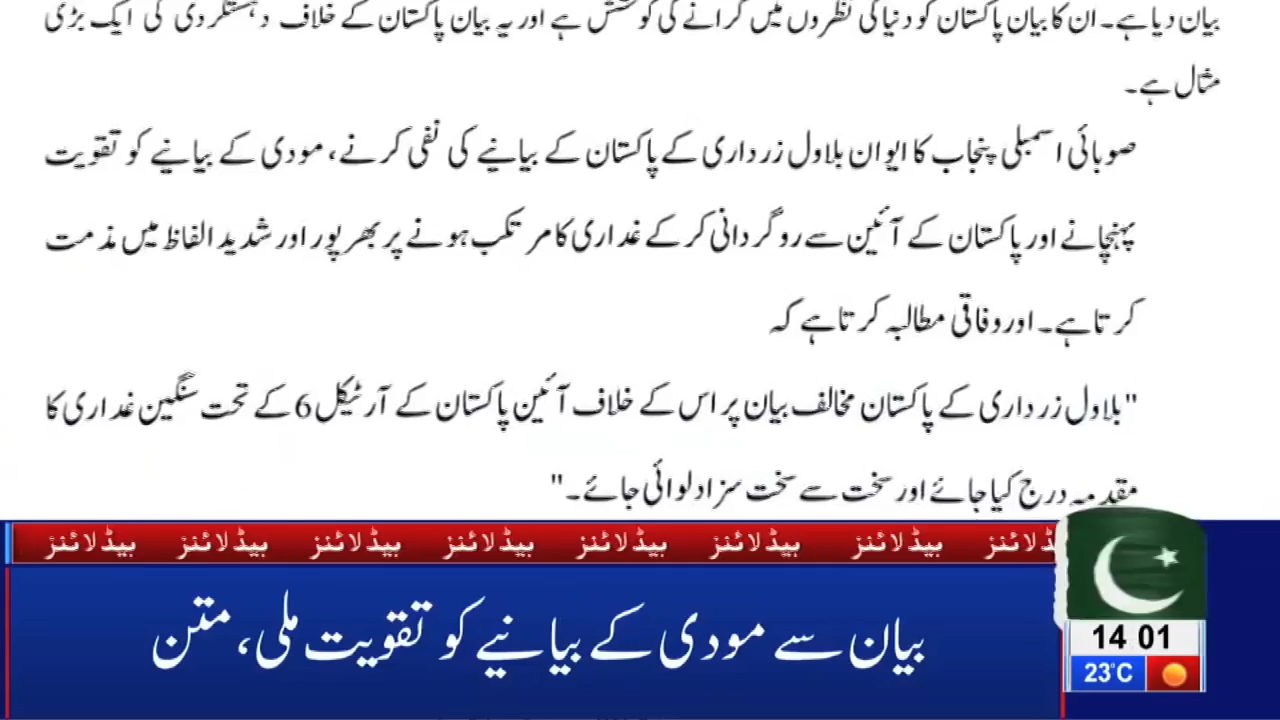 بیان دیا ہے۔ ان کا بیان پاکستان کو دنیا کی نظروں میں گرانے کی کوشش ہے اور یہ بیان پاکستان کے خلاف دہشتگردی کی ایک بڑی
مثال ہے۔
صوبائی اسمبلی پنجاب کا ایوان بلاول زرداری کے پاکستان کے بیانیے کی نفی کرنے، مودی کے بیانیے کو تقویت
پہنچانے اور پاکستان کے آئین سے روگردانی کر کے غداری کا مرتکب ہونے پر بھرپور اور شدید الفاظ میں مذمت
کرتا ہے۔ اور وفاقی مطالبہ کرتا ہے کہ
"بلاول زرداری کے پاکستان مخالف بیان پر اس کے خلاف آئین پاکستان کے آرٹیکل 6 کے تحت سنگین غداری کا
مقدمہ درج کیا جائے اور سخت سے سخت سزا دلوائی جائے۔"
ہیڈلائنز ہیڈلائنز ہیڈلائنز ہیڈلائنز ہیڈلائنز ہیڈلائنز ہیڈلائنز ہیڈلائنز
بیان سے مودی کے بیانیے کو تقویت ملی، متن
14 01
23°C